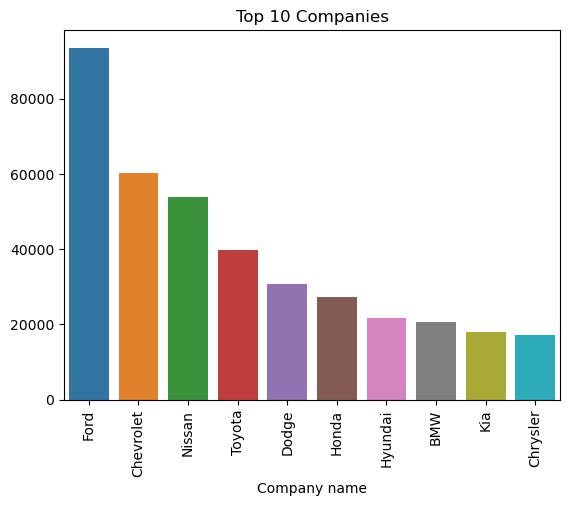 Top 10 Companies
80000
60000
40000
20000
0
Ford
Chevrolet
Nissan
Toyota
Dodge
Honda
Hyundai
BMW
Kia
Chrysler
Company name